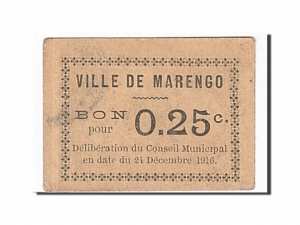 VILLE DE MARENGO
BON
pour 0.25c.
Délibération du Conseil Municipal
en date du 24 Décembre 1916.